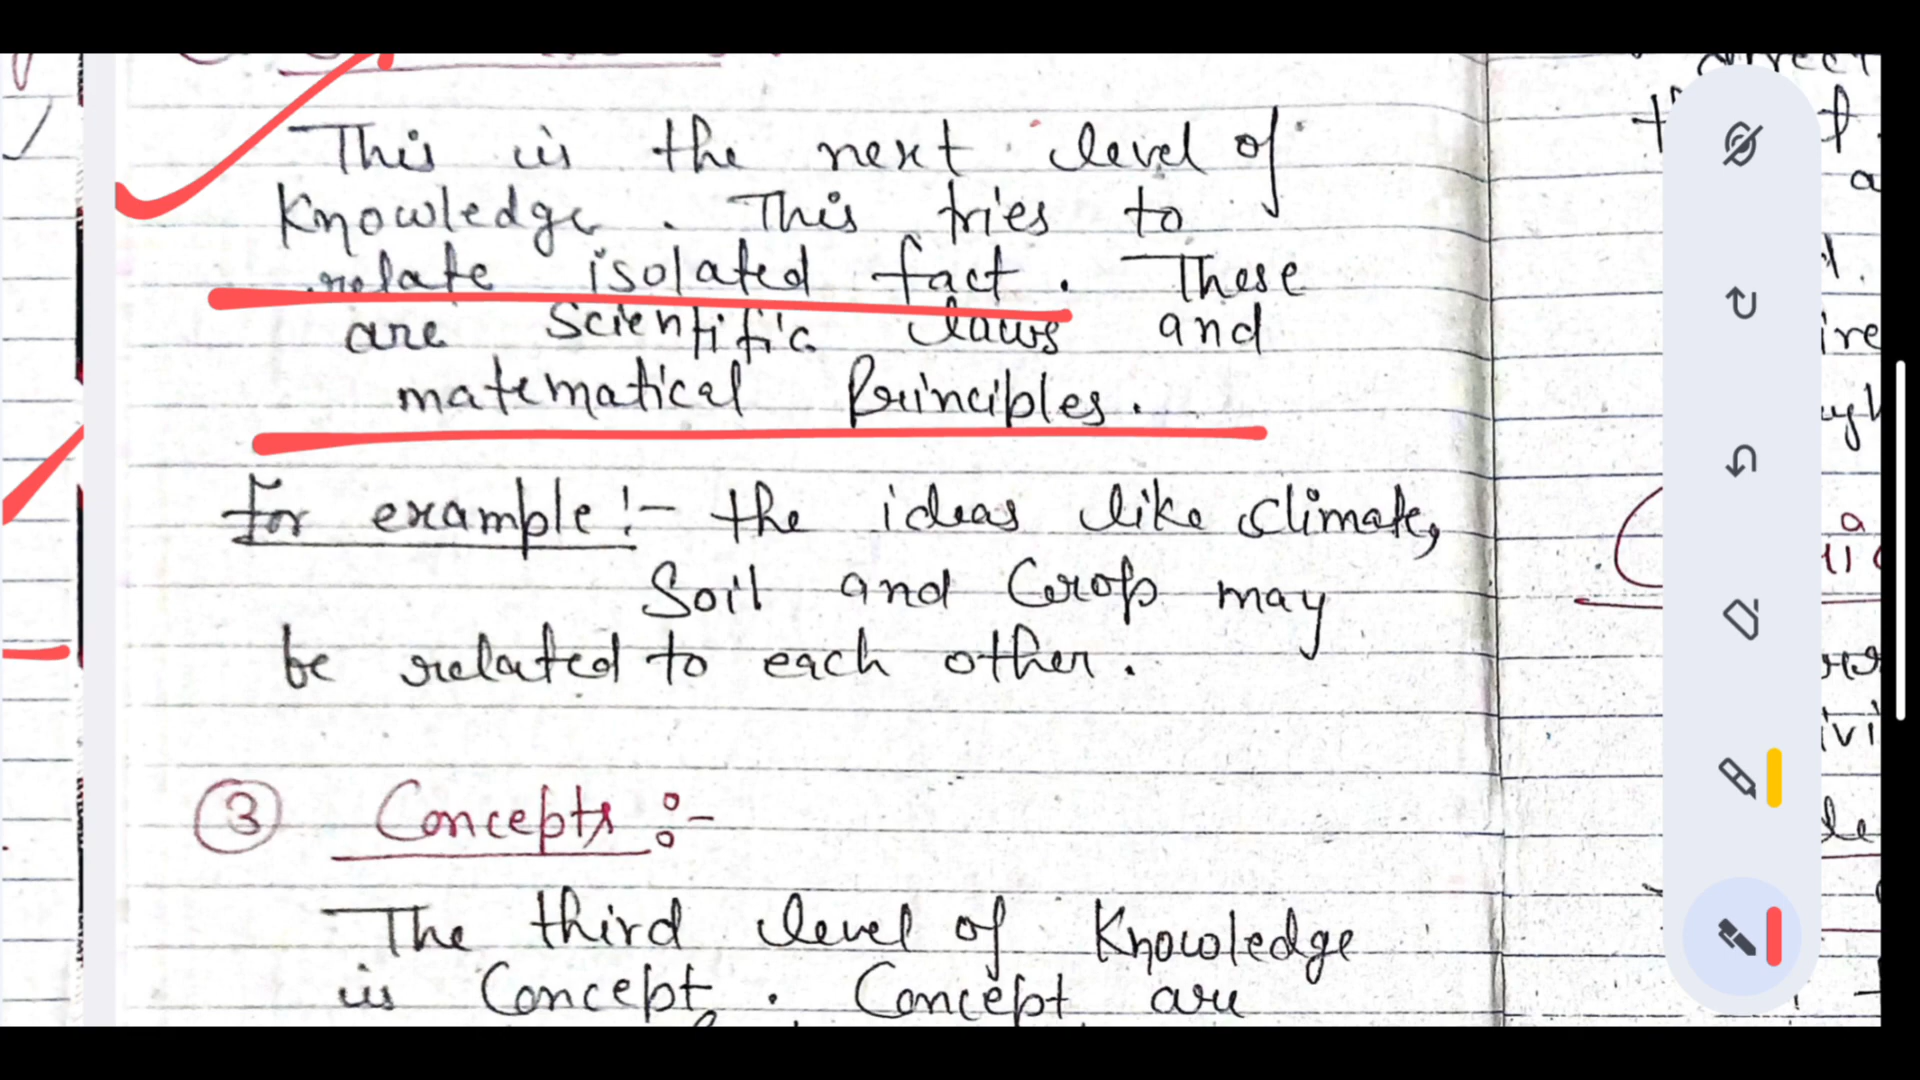 This is the next level of
Knowledge. This tries to
relate isolated fact. These
are Scientific laws and
matematical Principles.
For example :- the ideas like Climate,
Soil and Crop may
be related to each other.
③ Concepts :-
The third level of Knowledge
is Concept. Concept are